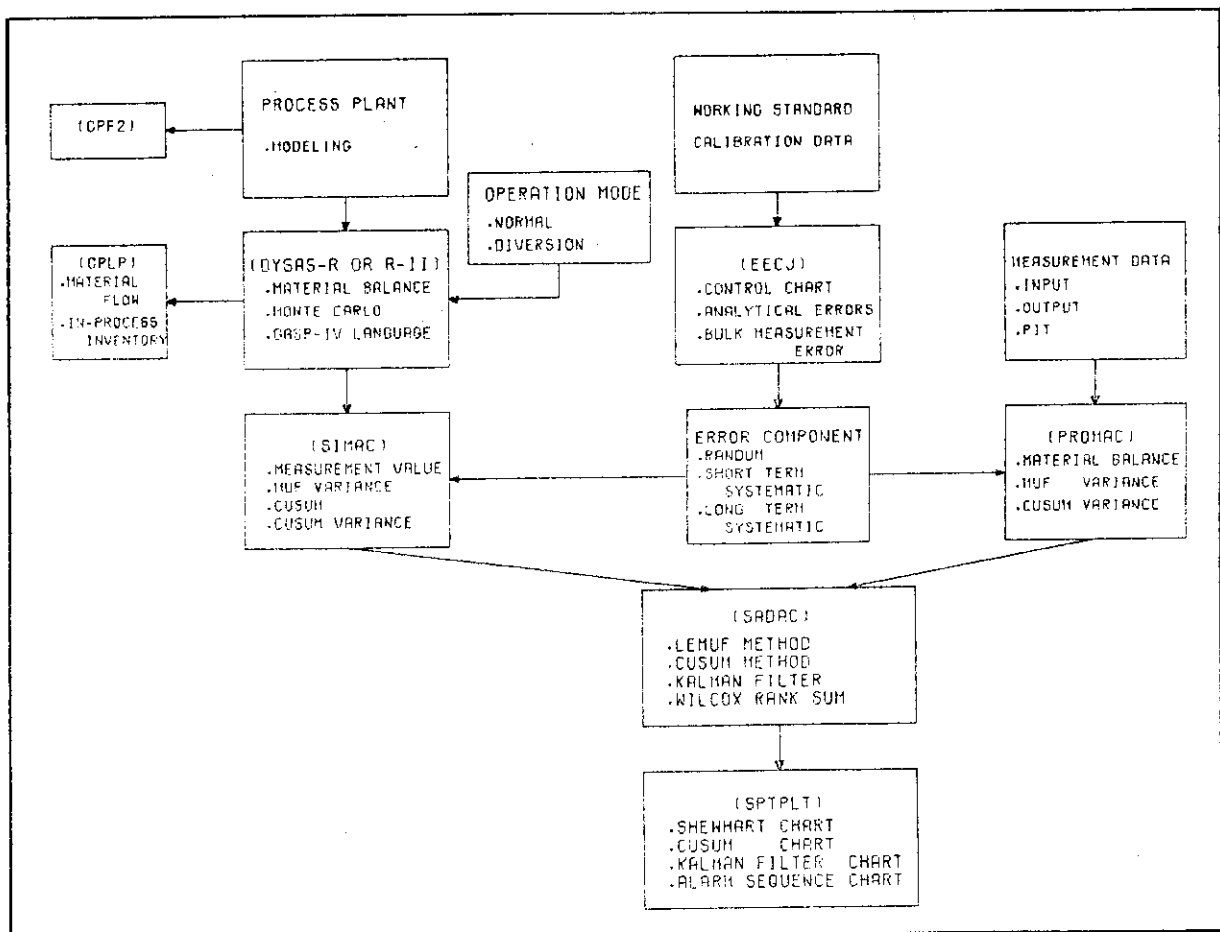 PROCESS PLANT
.MODELING
(GPF2)
WORKING STANDARD
CALIBRATION DATA
OPERATION MODE
.NORMAL
.DIVERSION
(GPLP)
.MATERIAL
FLOW
.IN-PROCESS
INVENTORY
(DYSAS-R OR R-II)
.MATERIAL BALANCE
.MONTE CARLO
.GASP-IV LANGUAGE
(EECJ)
.CONTROL CHART
.ANALYTICAL ERRORS
.BULK MEASUREMENT
ERROR
MEASUREMENT DATA
.INPUT
.OUTPUT
.PIT
(SIMAC)
.MEASUREMENT VALUE
.MUF VARIANCE
.CUSUM
.CUSUM VARIANCE
ERROR COMPONENT
.RANDUM
.SHORT TERM
SYSTEMATIC
.LONG TERM
SYSTEMATIC
(PROMAC)
.MATERIAL BALANCE
.MUF VARIANCE
.CUSUM VARIANCE
(SADAC)
.LEMUF METHOD
.CUSUM METHOD
.KALMAN FILTER
.WILCOX RANK SUM
(SPTPLT)
.SHEWHART CHART
.CUSUM CHART
.KALMAN FILTER CHART
.ALARM SEQUENCE CHART